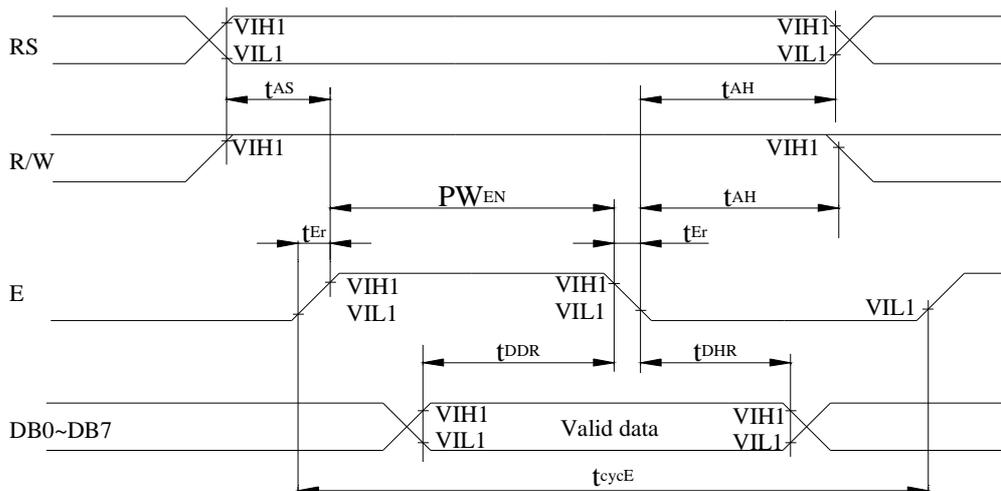 RS
VIH1
VIL1
VIH1
VIL1
tAS
tAH
R/W
VIH1
VIH1
PWEN
tAH
tEr
tEr
E
VIH1
VIL1
VIH1
VIL1
VIL1
tDDR
tDHR
DB0~DB7
VIH1
VIL1
Valid data
VIH1
VIL1
tcycE